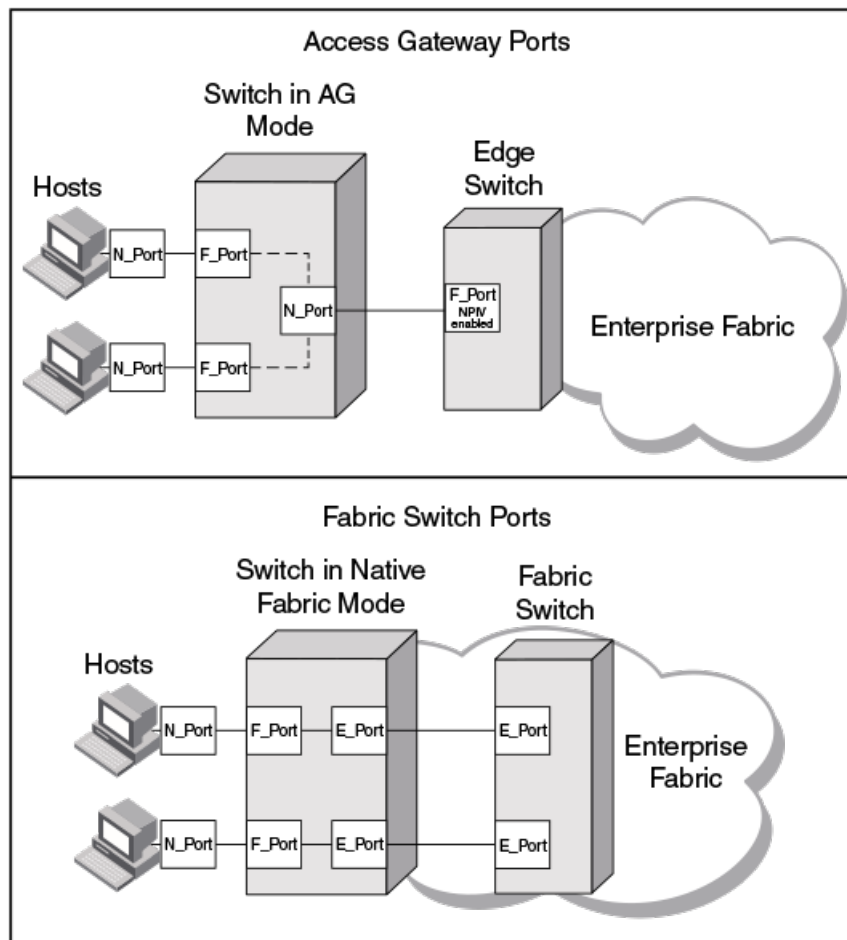 Access Gateway Ports
Switch in AG
Mode
Edge
Switch
Hosts
N_Port
F_Port
N_Port
F_Port
NPIV
enabled
Enterprise Fabric
N_Port
F_Port
Fabric Switch Ports
Switch in Native
Fabric Mode
Fabric
Switch
Hosts
N_Port
F_Port
E_Port
E_Port
Enterprise
Fabric
N_Port
F_Port
E_Port
E_Port